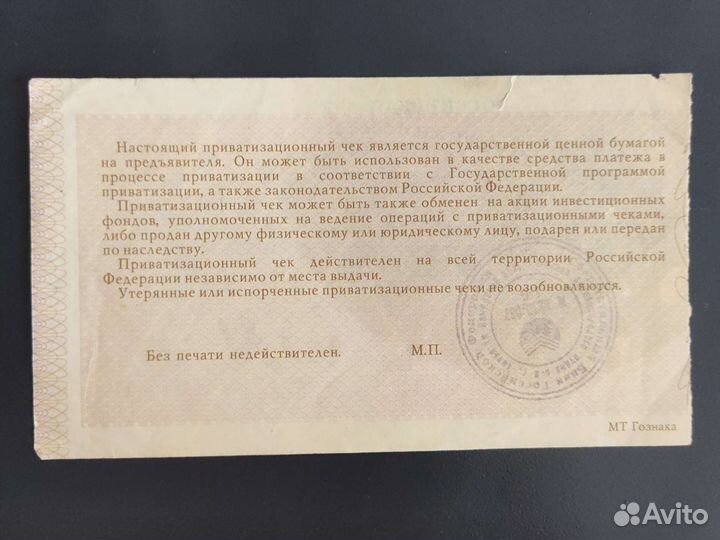 Настоящий приватизационный чек является государственной ценной бумагой
на предъявителя. Он может быть использован в качестве средства платежа в
процессе приватизации в соответствии с Государственной программой
приватизации, а также законодательством Российской Федерации.
Приватизационный чек может быть также обменен на акции инвестиционных
фондов, уполномоченных на ведение операций с приватизационными чеками,
либо продан другому физическому или юридическому лицу, подарен или передан
по наследству.
Приватизационный чек действителен на всей территории Российской
Федерации независимо от места выдачи.
Утерянные или испорченные приватизационные чеки не возобновляются.
Без печати недействителен. М.П.
Банк Российской
МТ Гознака
Avito